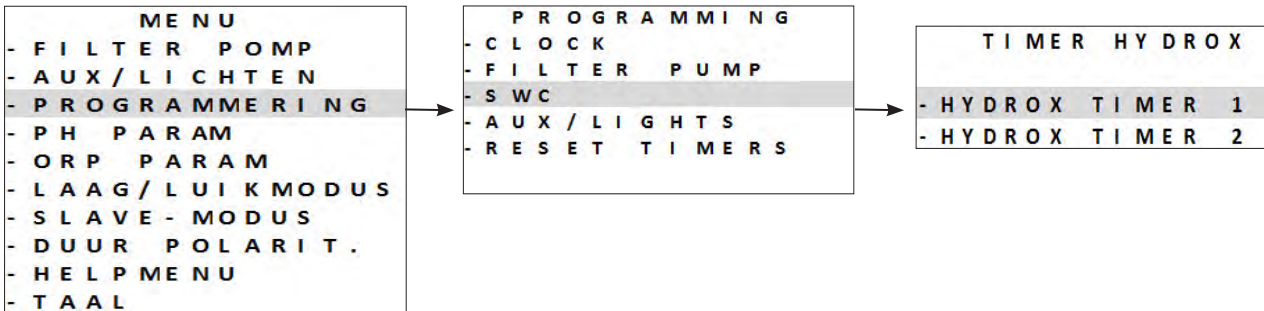 MENU
- FILTER POMP
- AUX/LICHTEN
- PROGRAMMERING
- PH PARAM
- ORP PARAM
- LAAG/LUIKMODUS
- SLAVE-MODUS
- DUUR POLARIT.
- HELPMENU
- TAAL
PROGRAMMING
- CLOCK
- FILTER PUMP
- SWC
- AUX/LIGHTS
- RESET TIMERS
TIMER HYDROX
- HYDROX TIMER 1
- HYDROX TIMER 2